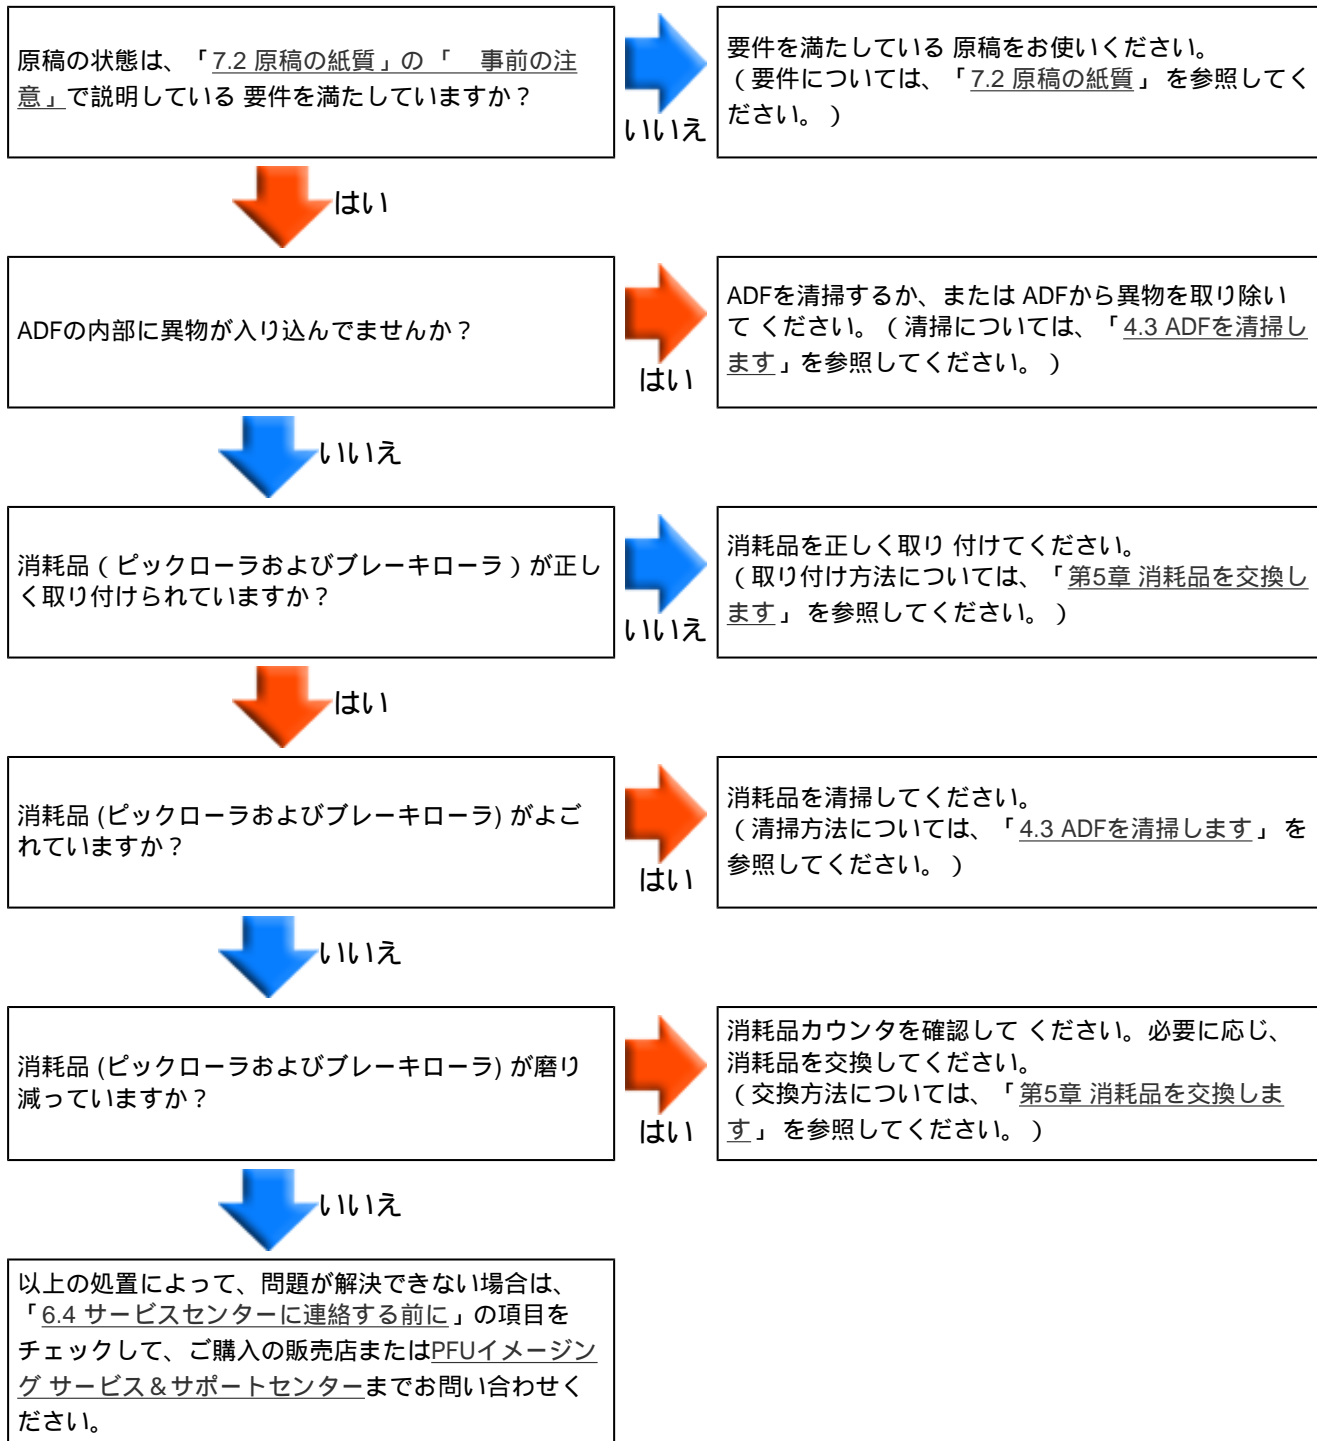 原稿の状態は、「7.2 原稿の紙質」の「　事前の注
意」で説明している 要件を満たしていますか？
いいえ
要件を満たしている 原稿をお使いください。
（要件については、「7.2 原稿の紙質」 を参照してく
ださい。）
はい
ADFの内部に異物が入り込んでませんか？
はい
ADFを清掃するか、または ADFから異物を取り除い
て ください。（清掃については、「4.3 ADFを清掃し
ます」を参照してください。）
いいえ
消耗品（ピックローラおよびブレーキローラ）が正し
く取り付けられていますか？
いいえ
消耗品を正しく取り 付けてください。
（取り付け方法については、「第5章 消耗品を交換し
ます」 を参照してください。）
はい
消耗品 (ピックローラおよびブレーキローラ) がよご
れていますか？
はい
消耗品を清掃してください。
（清掃方法については、「4.3 ADFを清掃します」 を
参照してください。）
いいえ
消耗品 (ピックローラおよびブレーキローラ) が磨り
減っていますか？
はい
消耗品カウンタを確認して ください。必要に応じ、
消耗品を交換してください。
（交換方法については、「第5章 消耗品を交換しま
す」 を参照してください。）
いいえ
以上の処置によって、問題が解決できない場合は、
「6.4 サービスセンターに連絡する前に」の項目を
チェックして、ご購入の販売店またはPFUイメージン
グ サービス＆サポートセンターまでお問い合わせく
ださい。